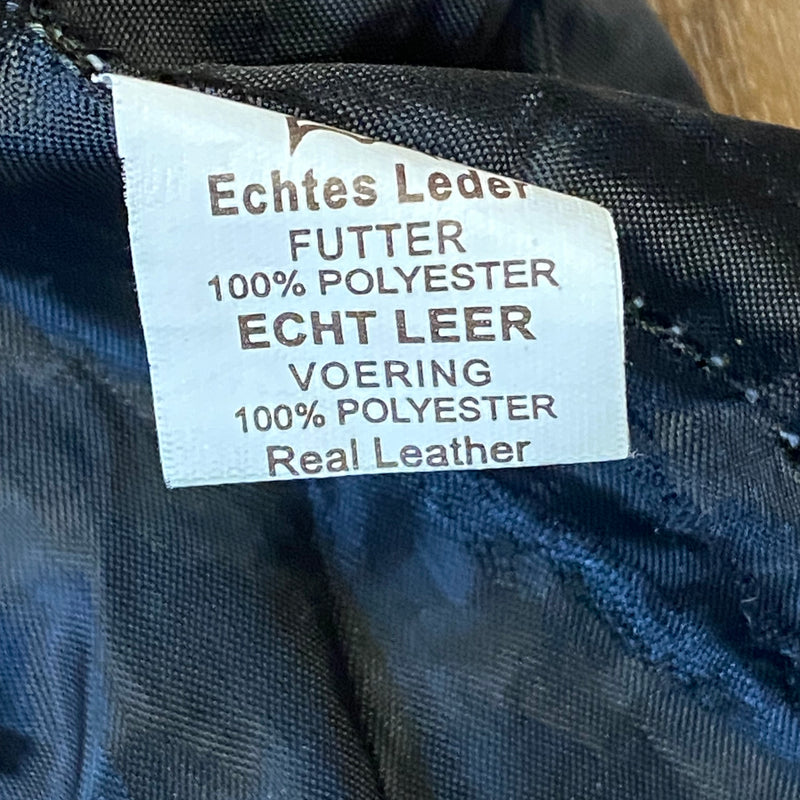 Echtes Leder
FUTTER
100% POLYESTER
ECHT LEER
VOERING
100% POLYESTER
Real Leather